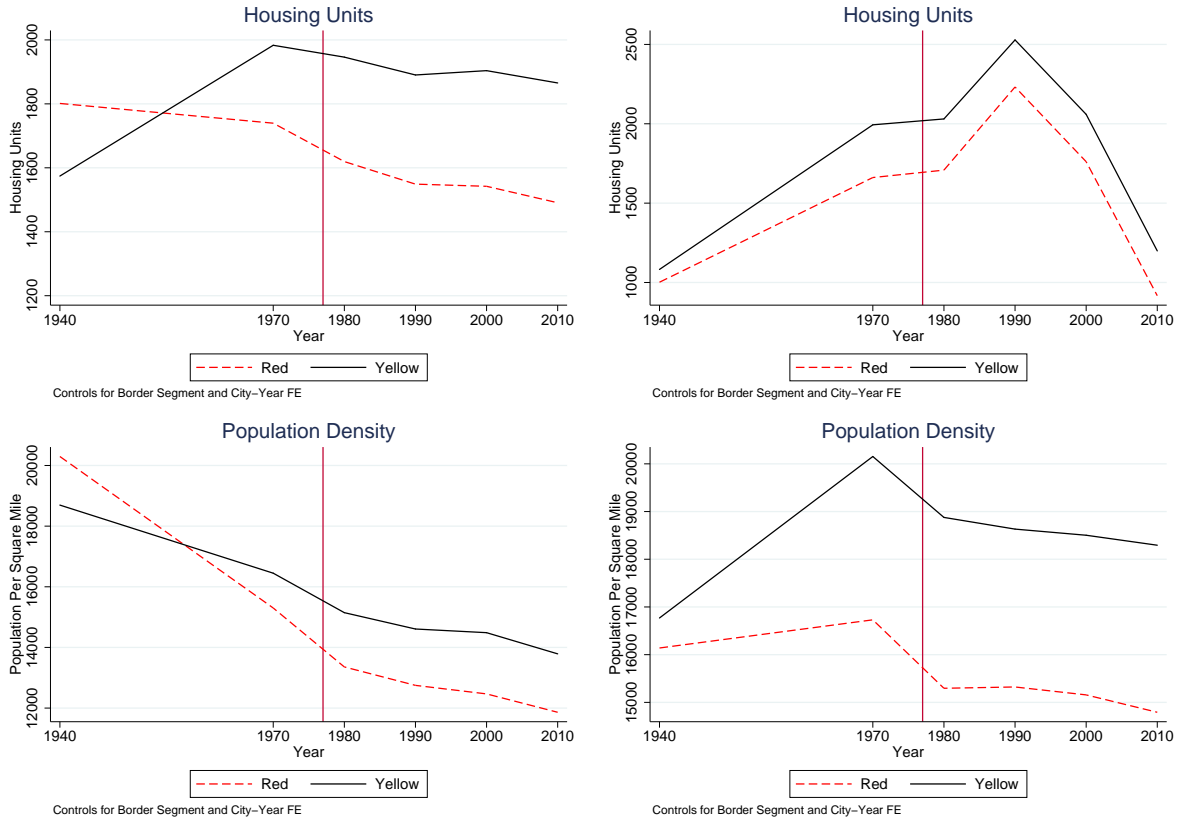 Housing Units
Housing Units
1200 1400 1600 1800 2000
1940 1970 1980 1990 2000 2010
Year
Red Yellow
Controls for Border Segment and City−Year FE
Housing Units
Housing Units
1000 1500 2000 2500
1940 1970 1980 1990 2000 2010
Year
Red Yellow
Controls for Border Segment and City−Year FE
Population Density
Population Per Square Mile
12000 14000 16000 18000 20000
1940 1970 1980 1990 2000 2010
Year
Red Yellow
Controls for Border Segment and City−Year FE
Population Density
Population Per Square Mile
15000 16000 17000 18000 19000 20000
1940 1970 1980 1990 2000 2010
Year
Red Yellow
Controls for Border Segment and City−Year FE